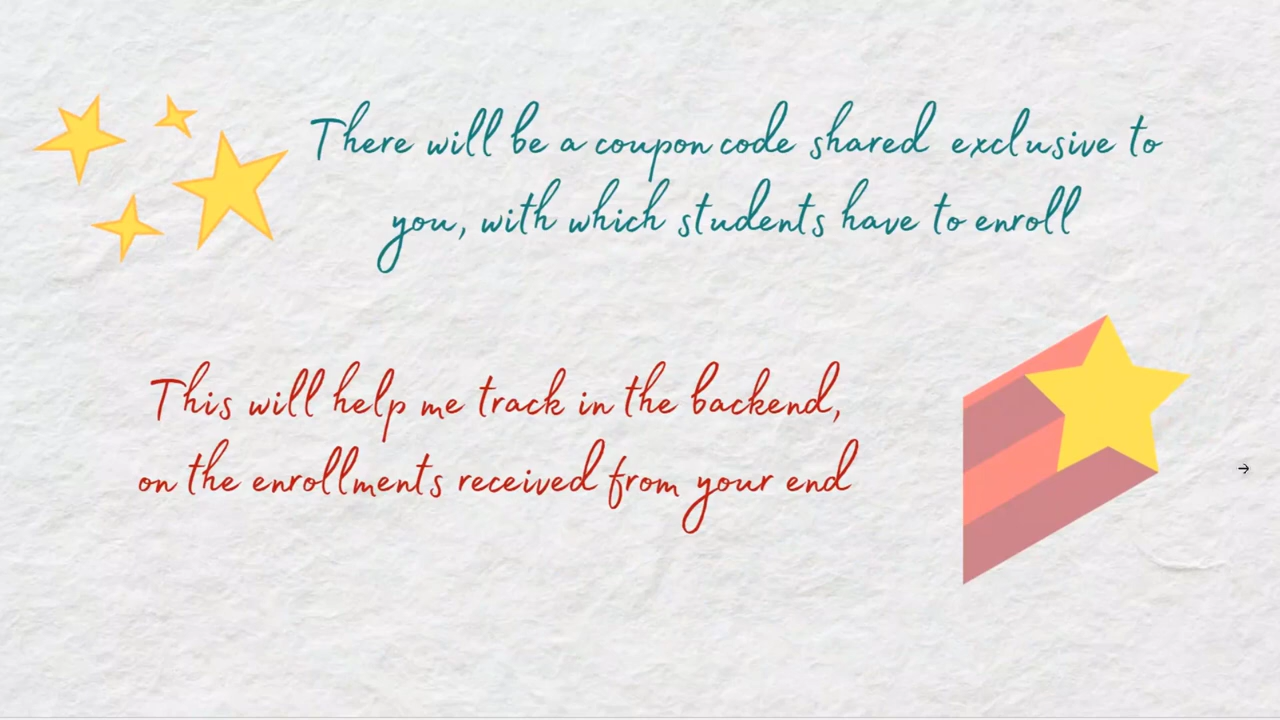 There will be a coupon code shared exclusive to
you, with which students have to enroll
This will help me track in the backend,
on the enrollments received from your end